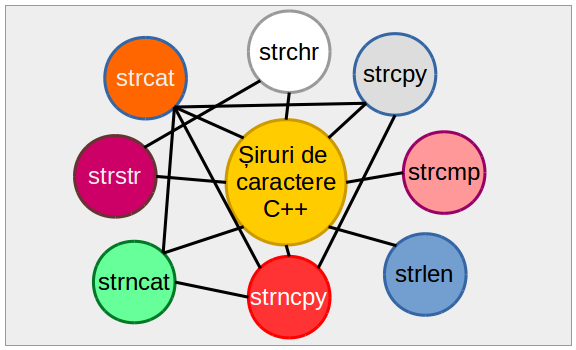 strchr
strcat
strcpy
Șiruri de
caractere
C++
strstr
strcmp
strncat
strlen
strncpy